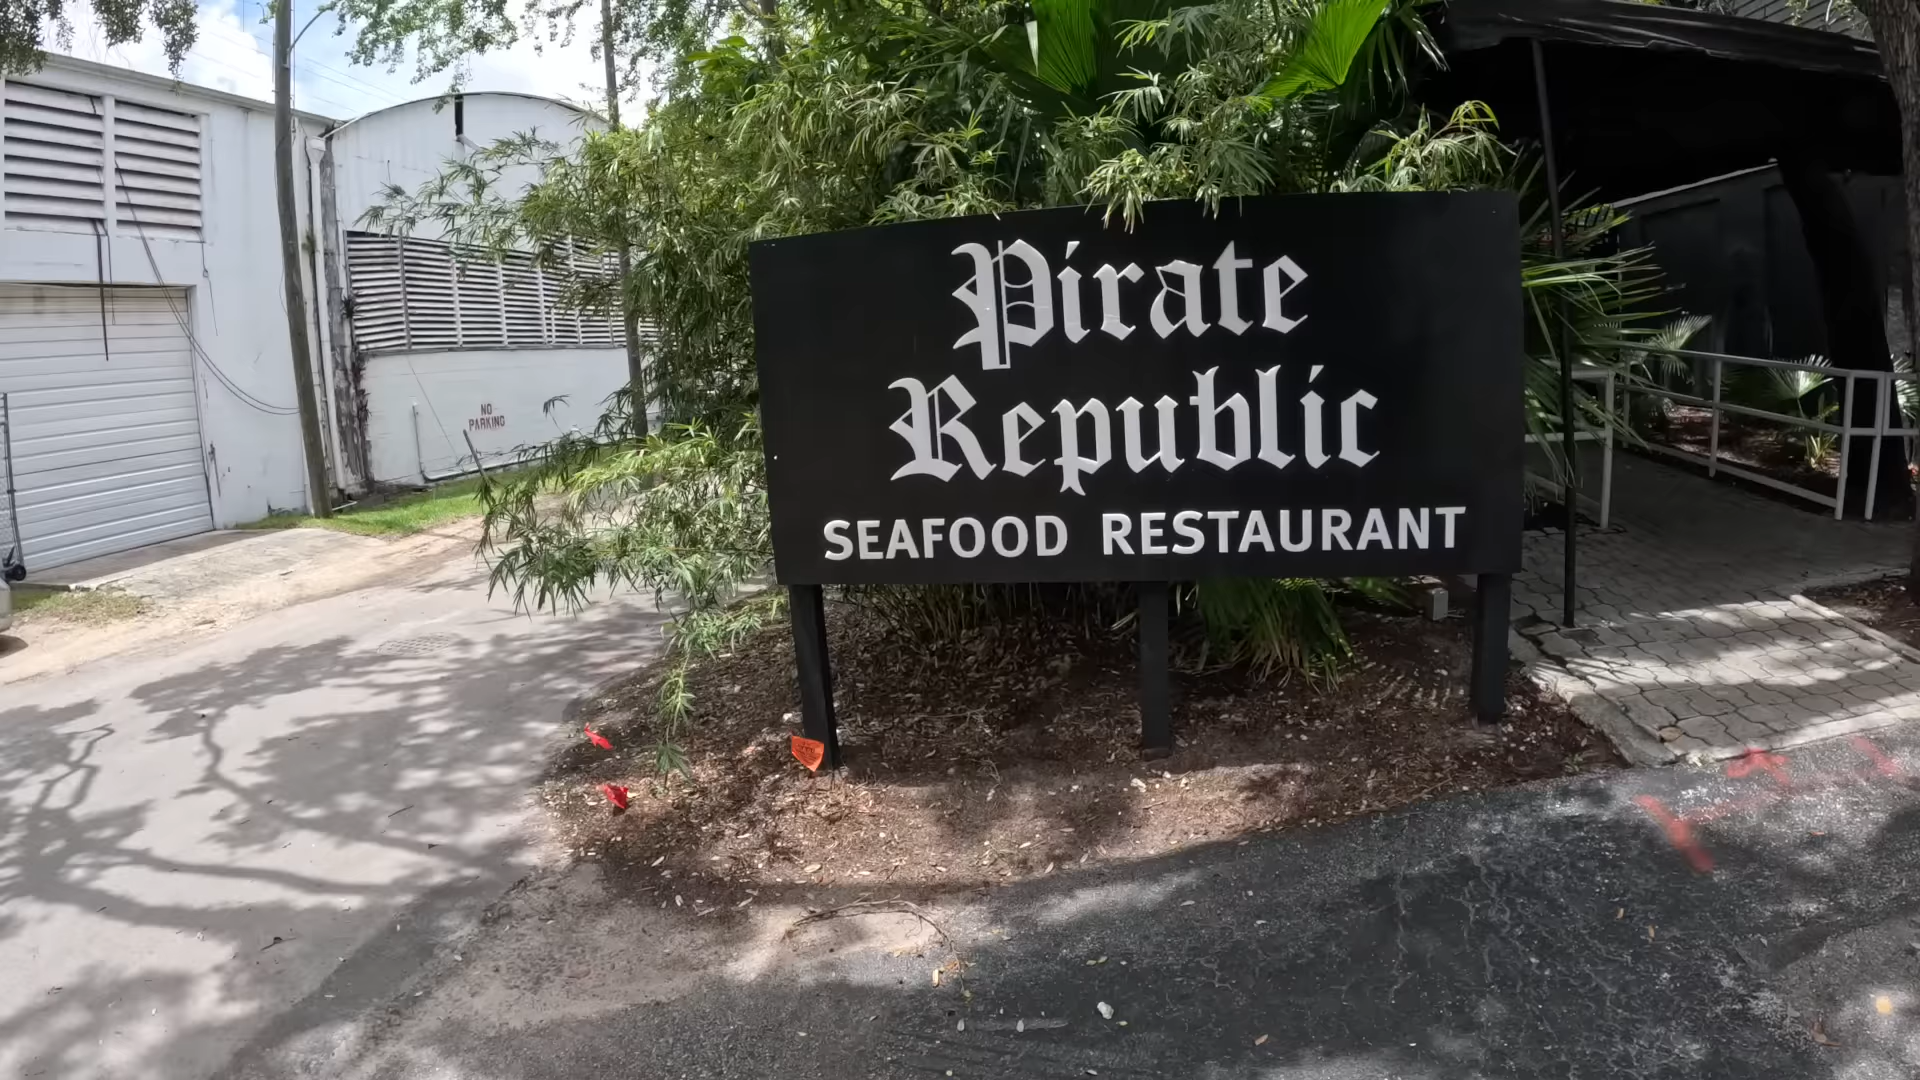 NO
PARKING
Pirate
Republic
SEAFOOD RESTAURANT